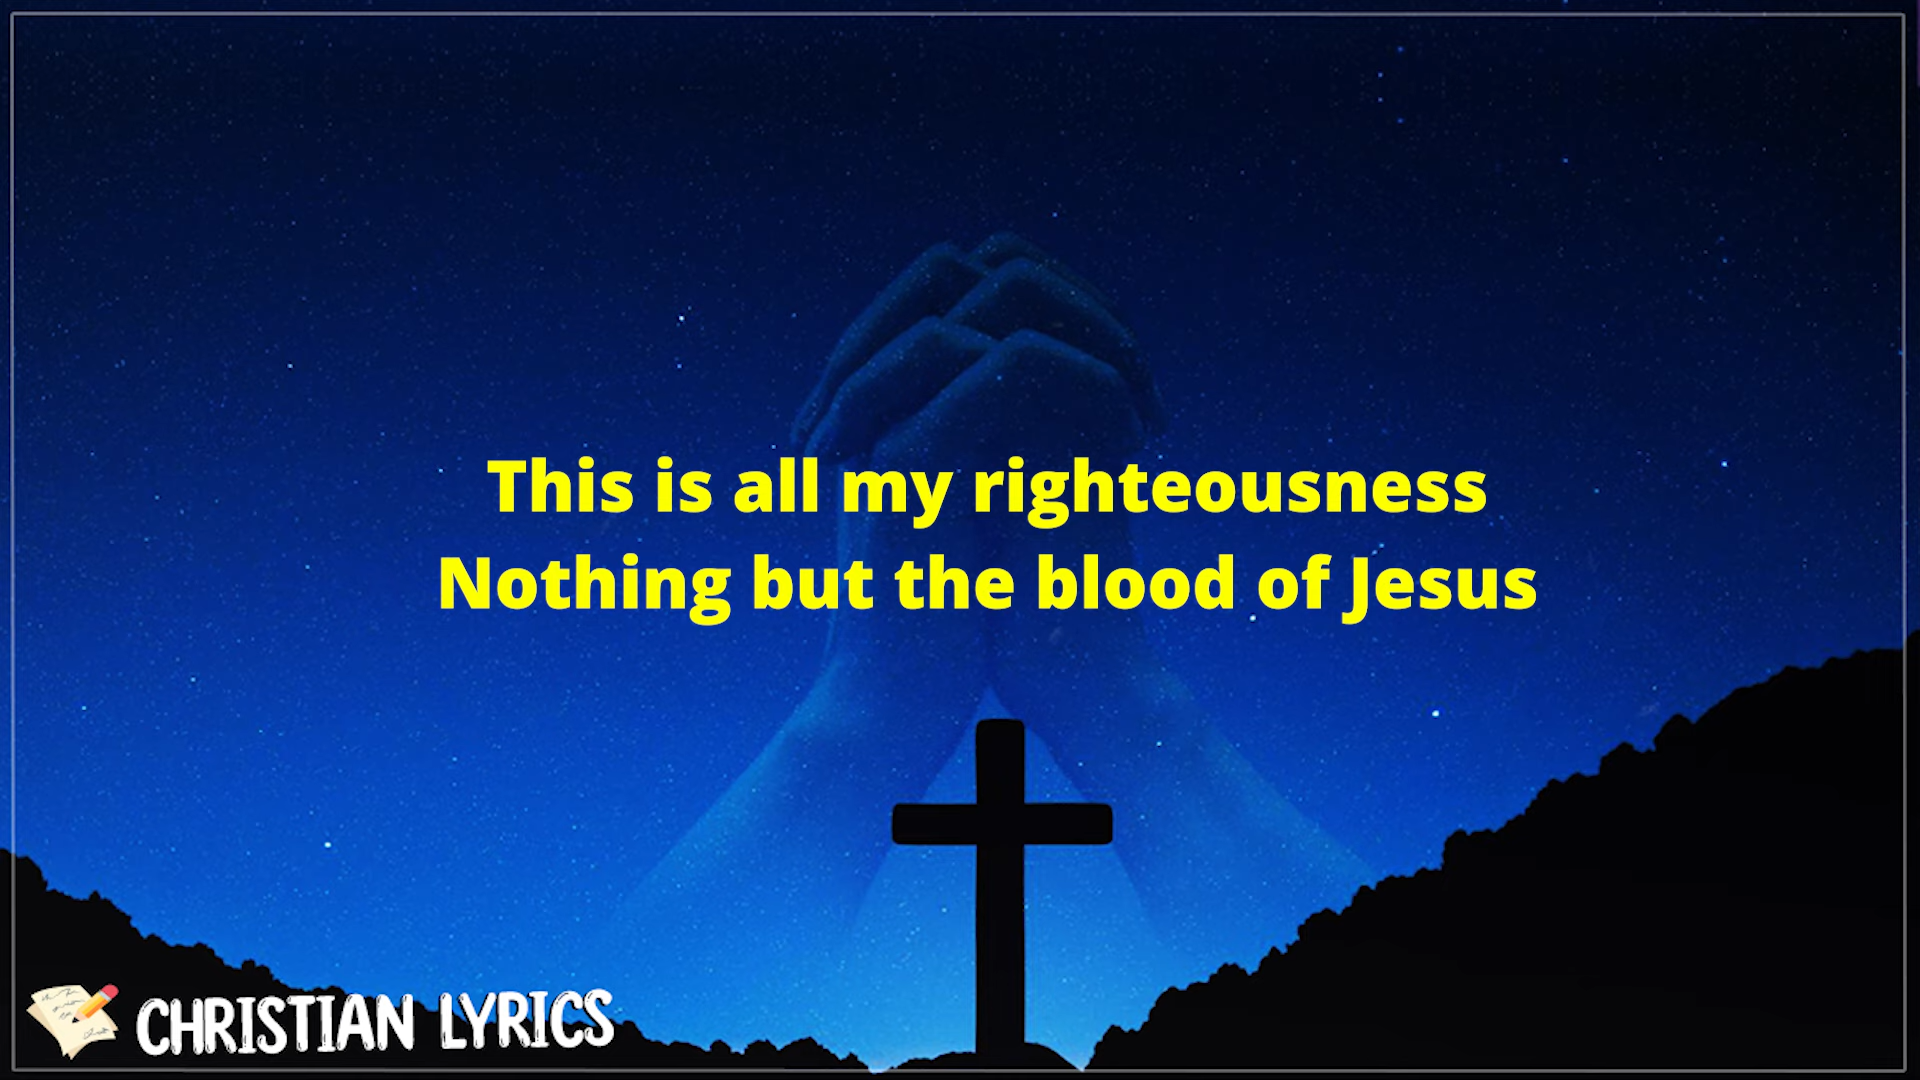 This is all my righteousness
Nothing but the blood of Jesus
CHRISTIAN LYRICS